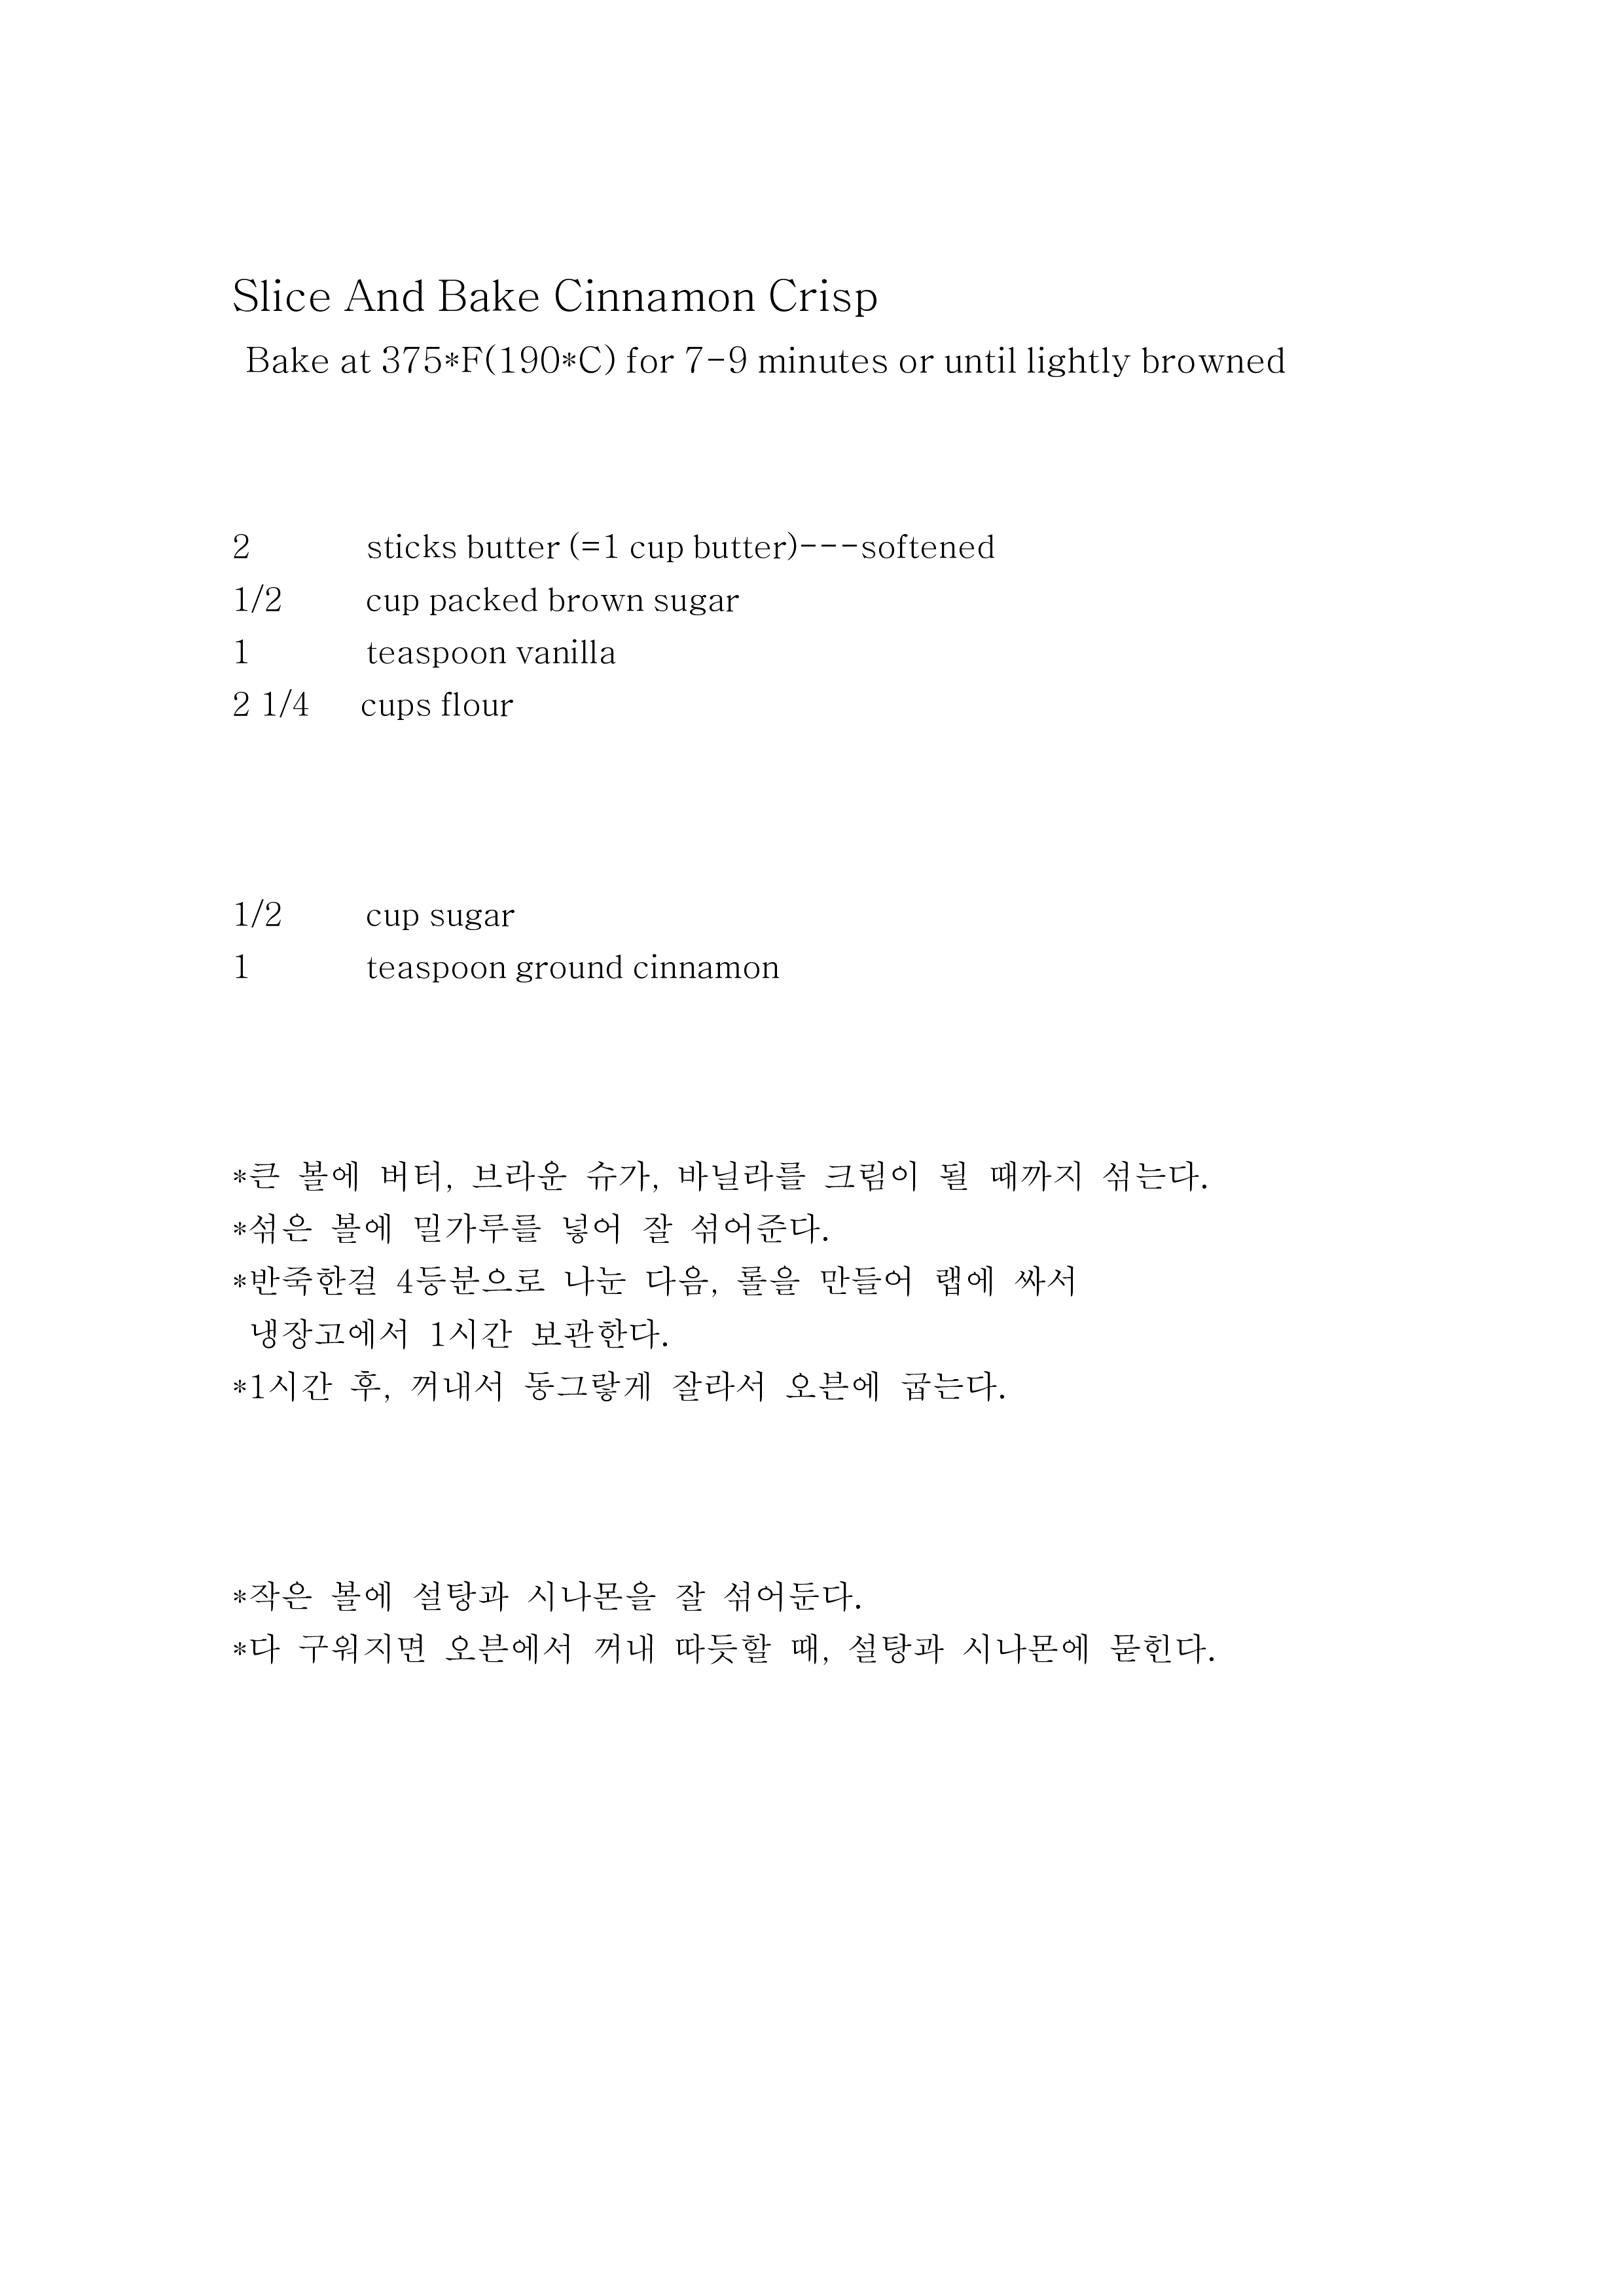 Slice And Bake Cinnamon Crisp
Bake at 375*F(190*C) for 7-9 minutes or until lightly browned
2 sticks butter (=1 cup butter)---softened
1/2 cup packed brown sugar
1 teaspoon vanilla
2 1/4 cups flour
1/2 cup sugar
1 teaspoon ground cinnamon
*큰 볼에 버터, 브라운 슈가, 바닐라를 크림이 될 때까지 섞는다.
*섞은 볼에 밀가루를 넣어 잘 섞어준다.
*반죽한걸 4등분으로 나눈 다음, 롤을 만들어 랩에 싸서
냉장고에서 1시간 보관한다.
*1시간 후, 꺼내서 동그랗게 잘라서 오븐에 굽는다.
*작은 볼에 설탕과 시나몬을 잘 섞어둔다.
*다 구워지면 오븐에서 꺼내 따듯할 때, 설탕과 시나몬에 묻힌다.